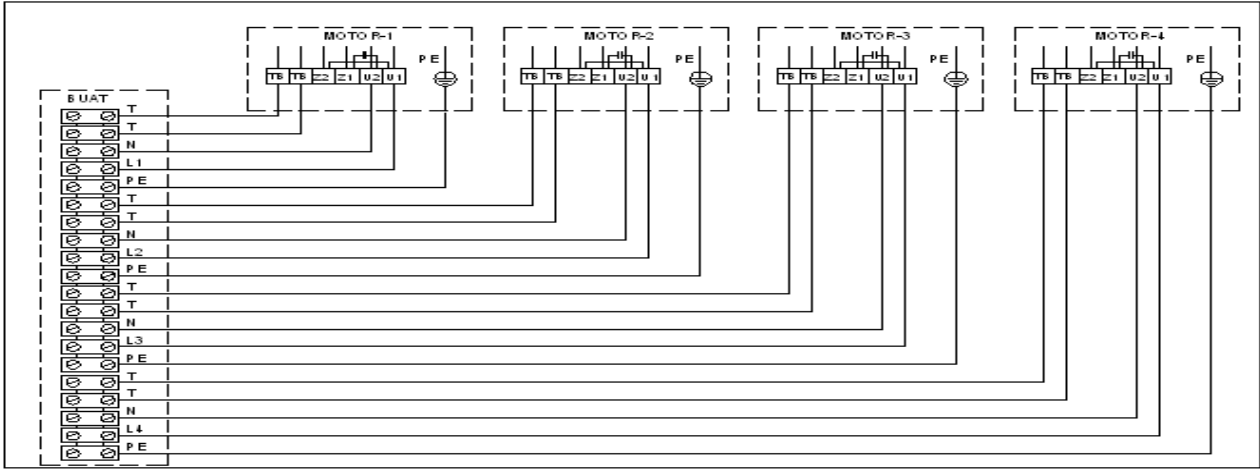 MOTOR-1 MOTOR-2 MOTOR-3 MOTOR-4
PE PE PE PE
TB TB Z2 Z1 U2 U1 TB TB Z2 Z1 U2 U1 TB TB Z2 Z1 U2 U1 TB TB Z2 Z1 U2 U1
BUAT
T
T
N
L1
PE
T
T
N
L2
PE
T
T
N
L3
PE
T
T
N
L4
PE